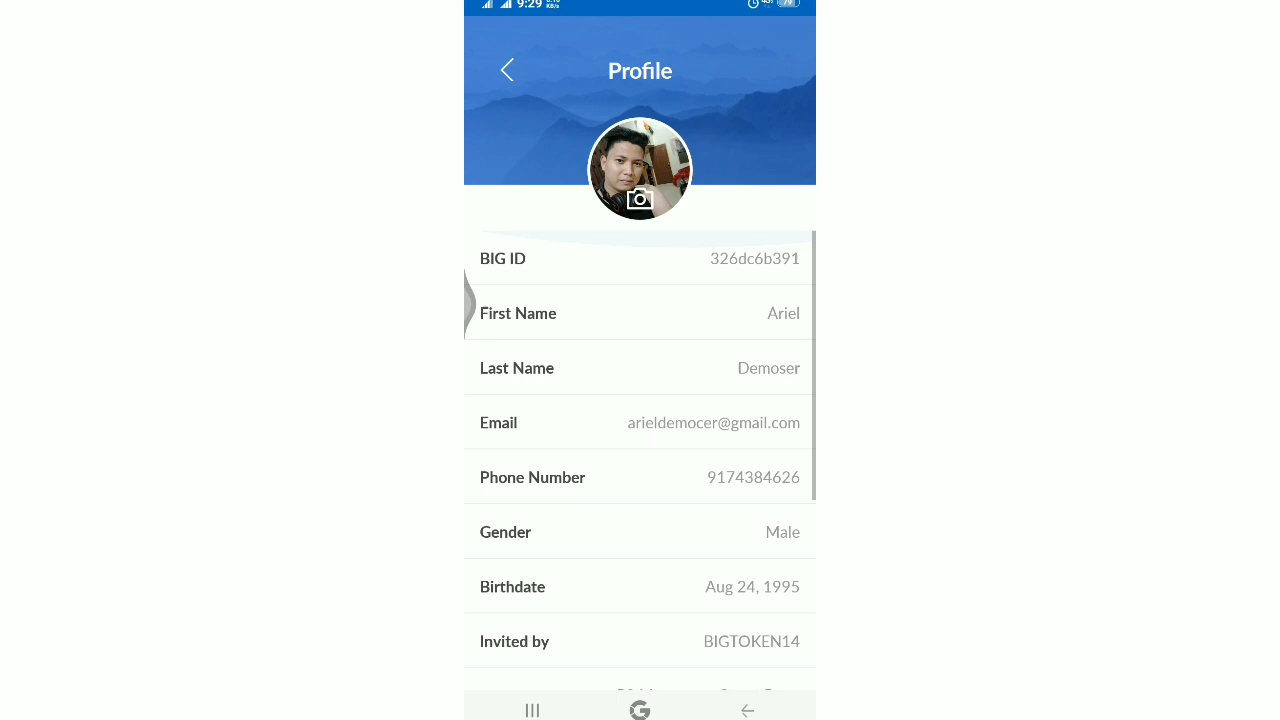 9:29
Profile
BIG ID 326dc6b391
First Name Ariel
Last Name Demoser
Email arieldemocer@gmail.com
Phone Number 9174384626
Gender Male
Birthdate Aug 24, 1995
Invited by BIGTOKEN14